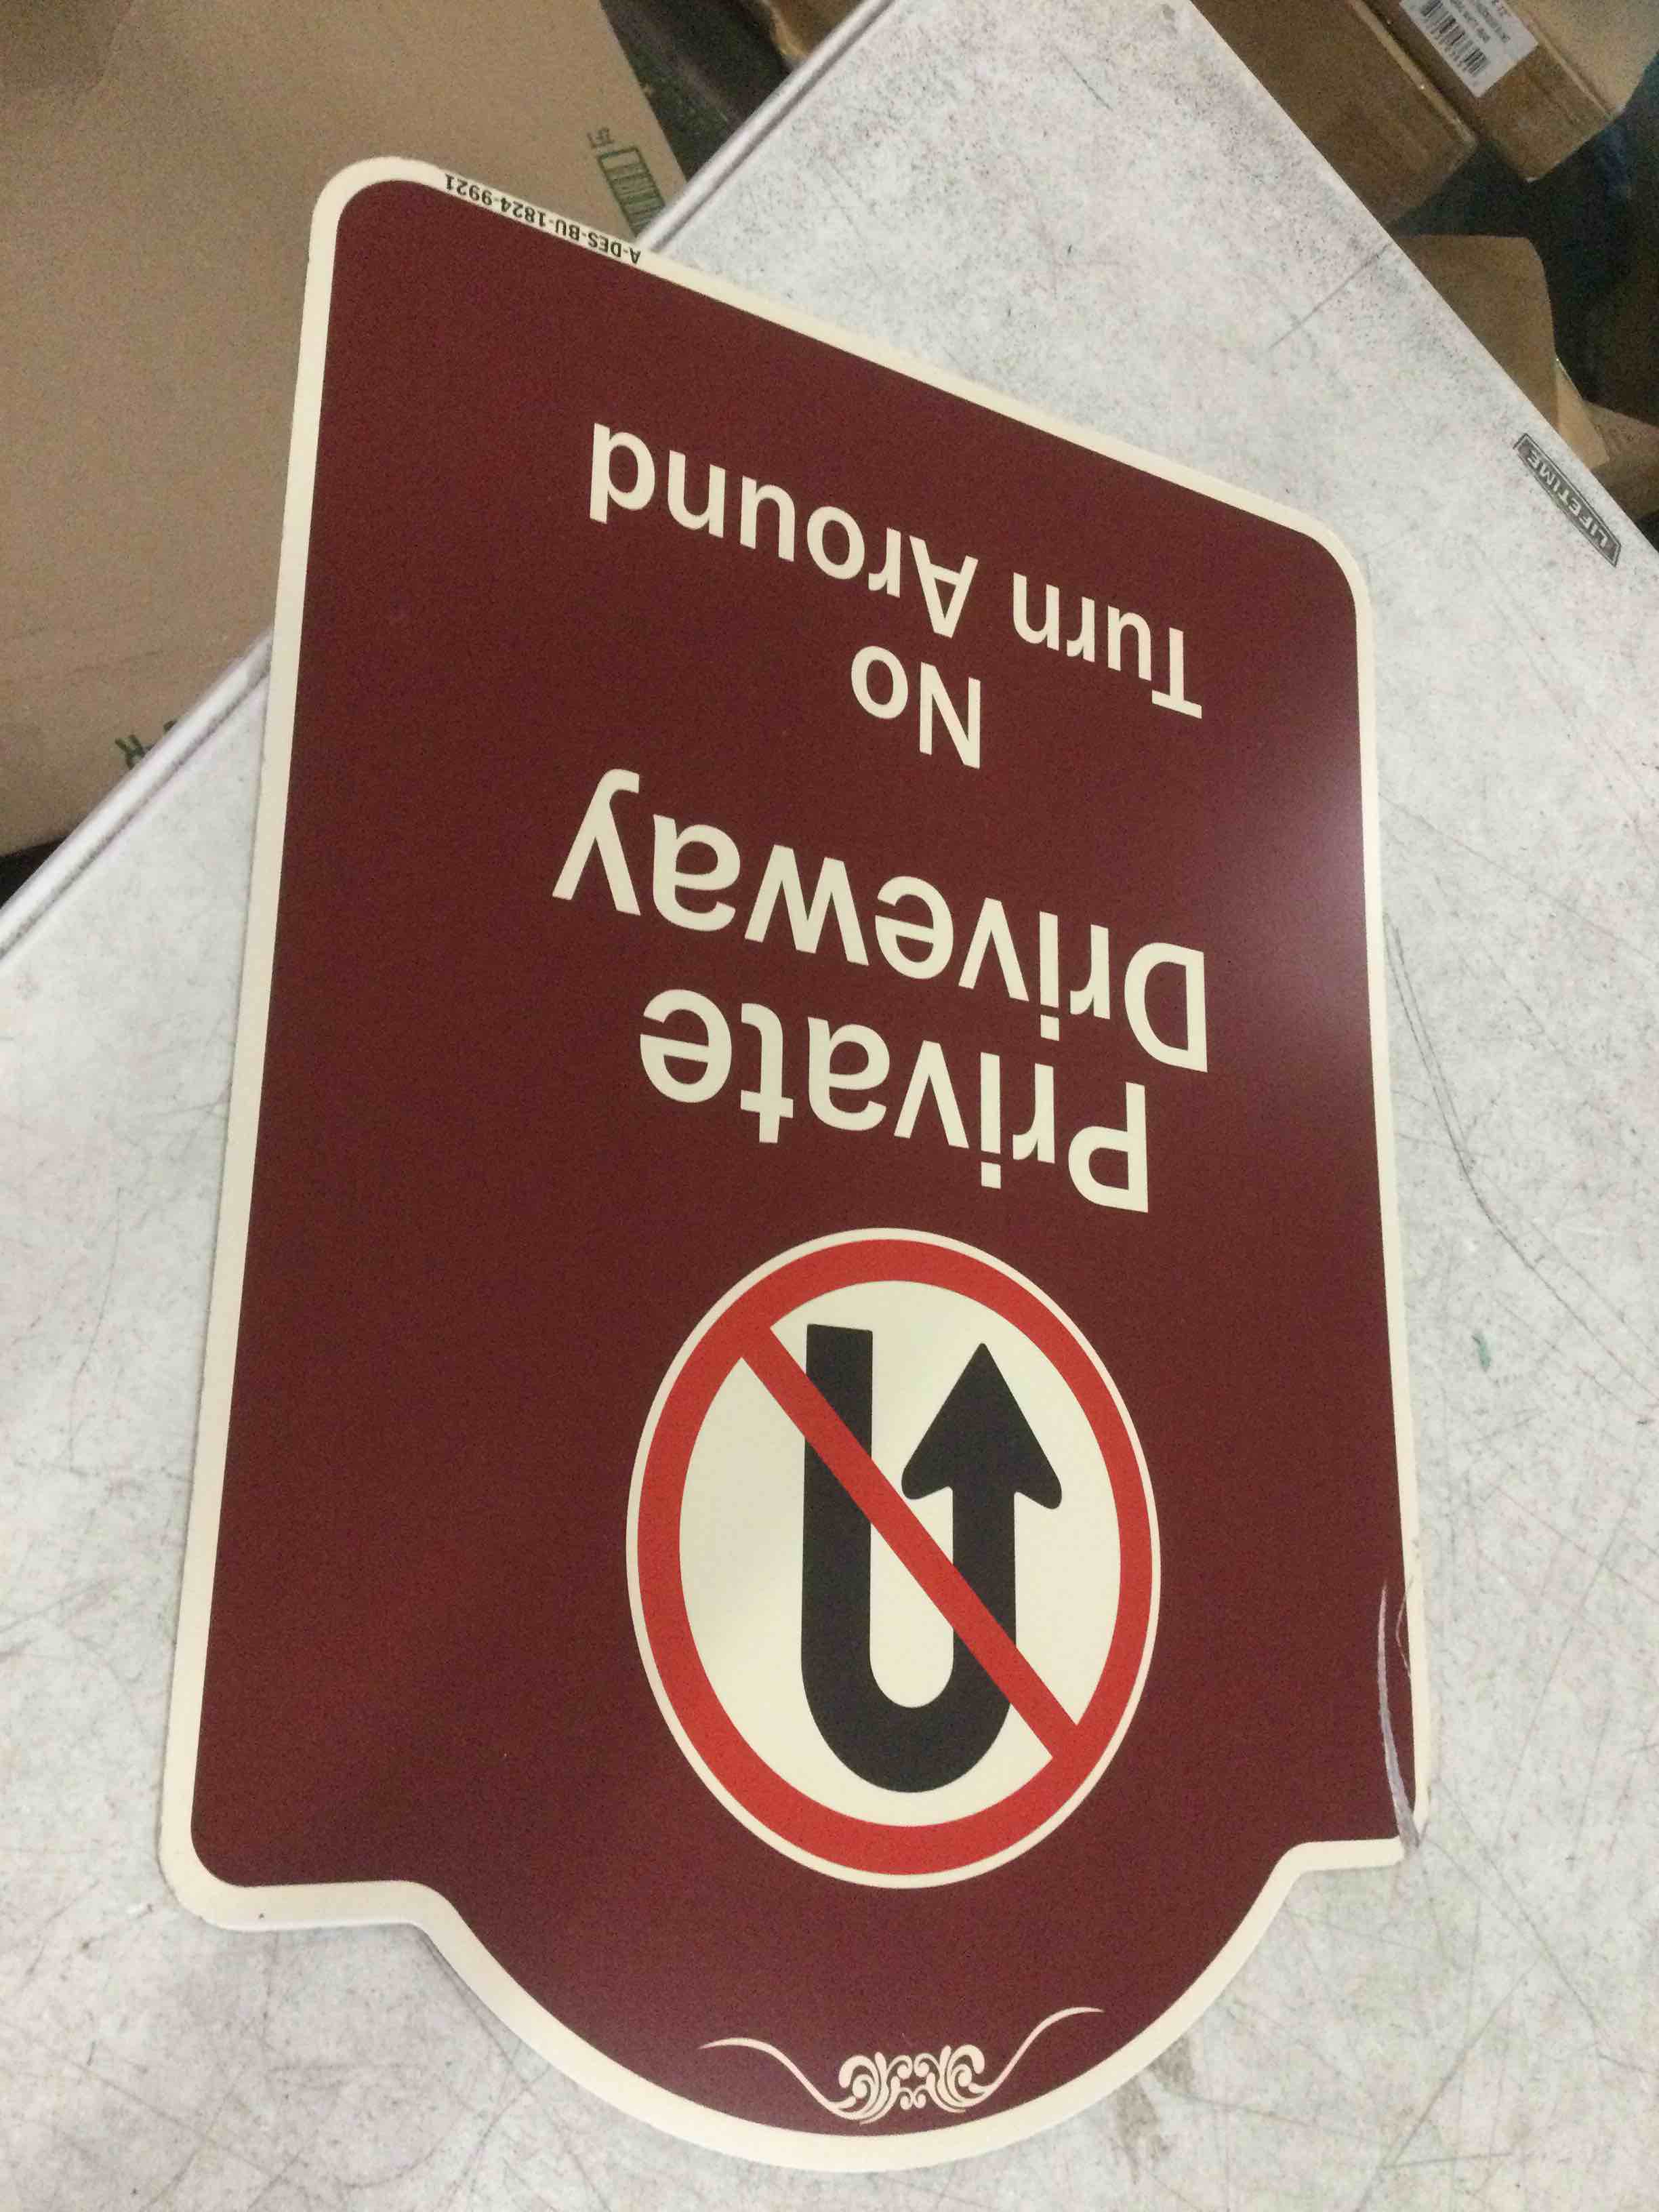 Private
Driveway
No
Turn Around
A-DES-BU-1824-9921
LIFETIME